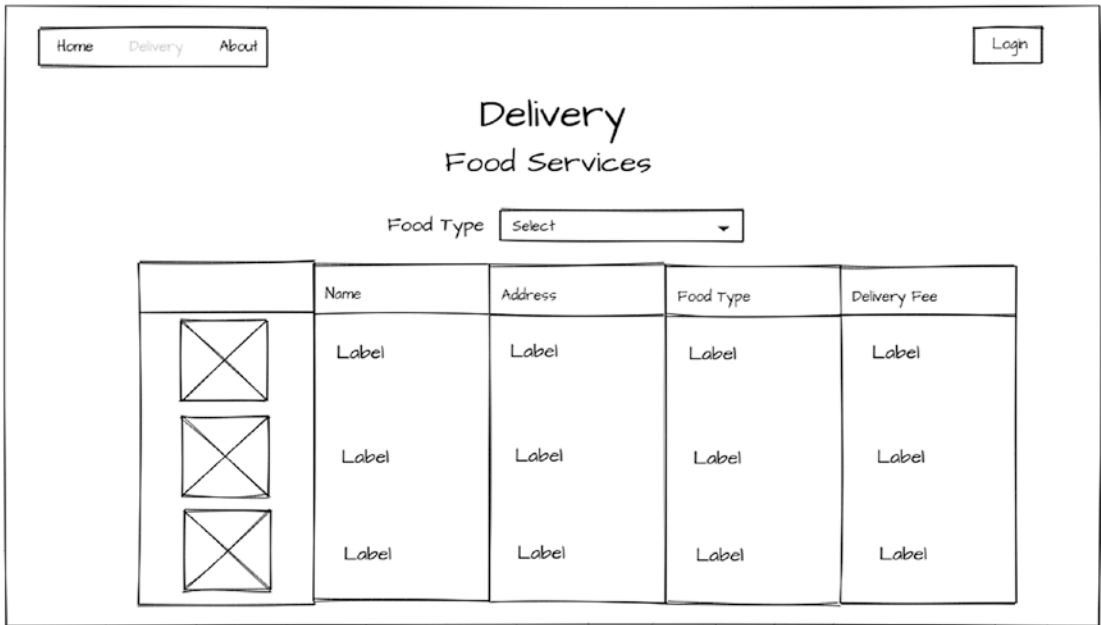 Home Delivery About Login
Delivery
Food Services
Food Type Select
Name Address Food Type Delivery Fee
Label Label Label Label
Label Label Label Label
Label Label Label Label